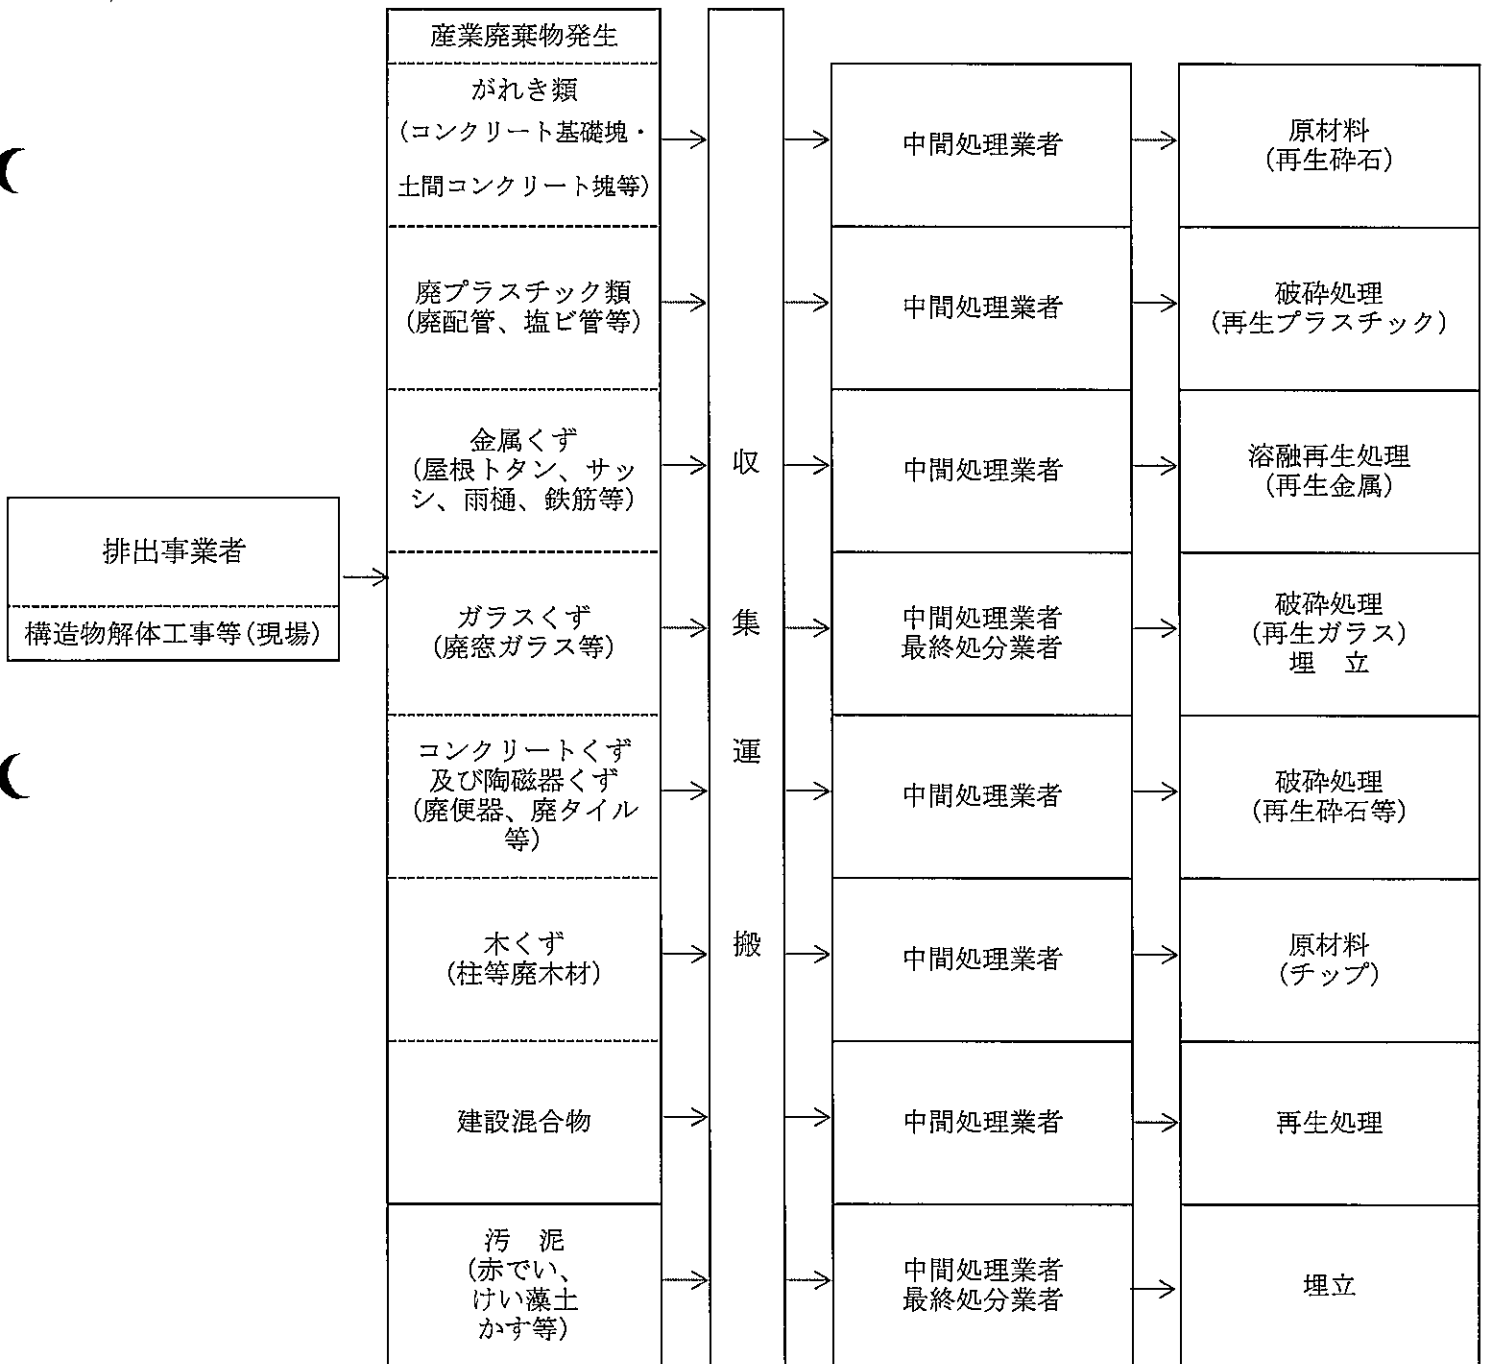 産業廃棄物発生
がれき類
(コンクリート基礎塊・
土間コンクリート塊等)
中間処理業者
原材料
(再生砕石)
廃プラスチック類
(廃配管、塩ビ管等)
中間処理業者
破砕処理
(再生プラスチック)
金属くず
(屋根トタン、サッ
シ、雨樋、鉄筋等)
中間処理業者
溶融再生処理
(再生金属)
排出事業者
構造物解体工事等(現場)
ガラスくず
(廃窓ガラス等)
中間処理業者
最終処分業者
破砕処理
(再生ガラス)
埋 立
コンクリートくず
及び陶磁器くず
(廃便器、廃タイル
等)
中間処理業者
破砕処理
(再生砕石等)
木くず
(柱等廃木材)
中間処理業者
原材料
(チップ)
建設混合物
中間処理業者
再生処理
汚 泥
(赤でい、
けい藻土
かす等)
中間処理業者
最終処分業者
埋立
収
集
運
搬